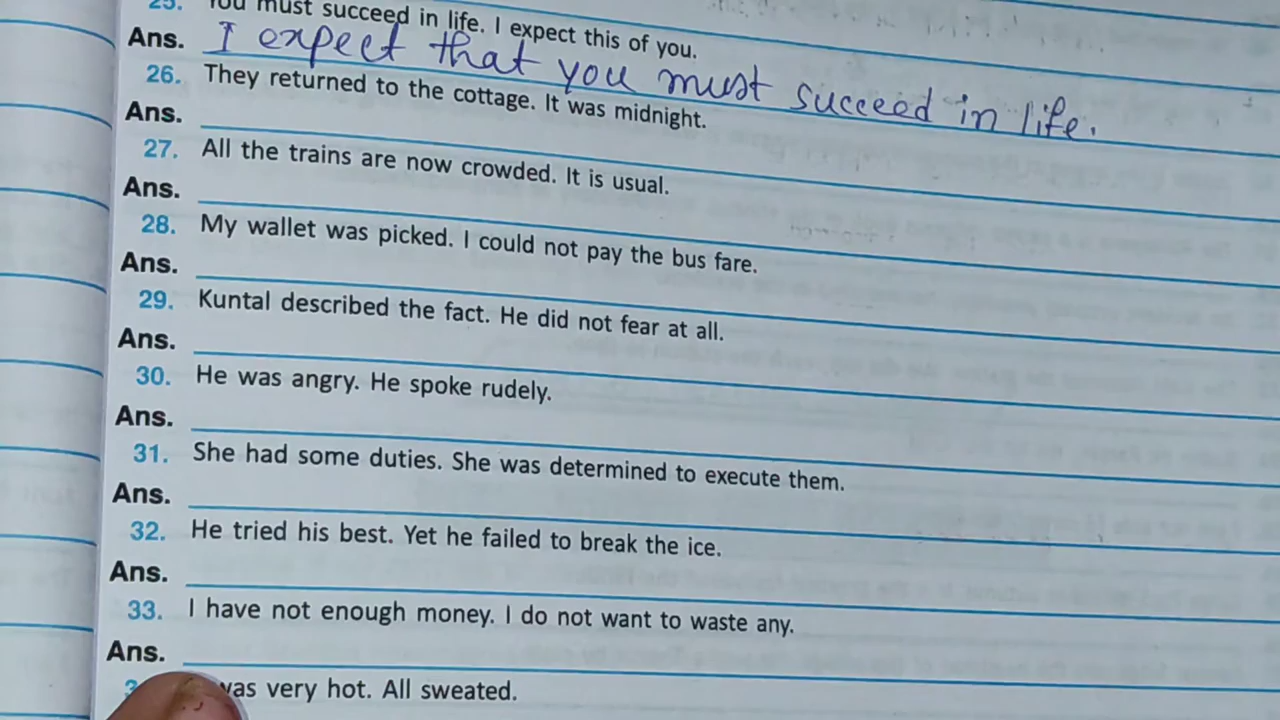 25. You must succeed in life. I expect this of you.
Ans. I expect that you must succeed in life.
26. They returned to the cottage. It was midnight.
Ans.
27. All the trains are now crowded. It is usual.
Ans.
28. My wallet was picked. I could not pay the bus fare.
Ans.
29. Kuntal described the fact. He did not fear at all.
Ans.
30. He was angry. He spoke rudely.
Ans.
31. She had some duties. She was determined to execute them.
Ans.
32. He tried his best. Yet he failed to break the ice.
Ans.
33. I have not enough money. I do not want to waste any.
Ans.
was very hot. All sweated.